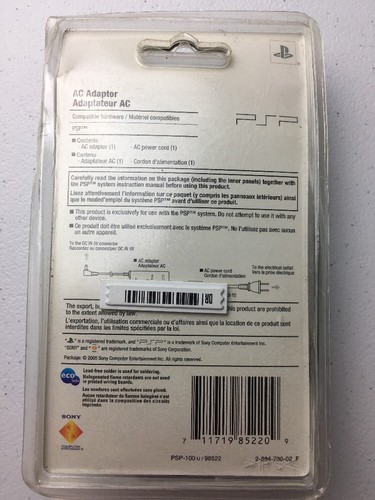 AC Adaptor
Adaptateur AC
Compatible hardware / Matériel compatibles
PSP™
PSP
■ Contents
- AC adaptor (1) - AC power cord (1)
■ Contenu
- Adaptateur AC (1) - Cordon d'alimentation (1)
Carefully read the information on this package (including the inner panels) together with
the PSP™ system instruction manual before using this product.
Lisez attentivement l'information sur ce paquet (y compris les panneaux intérieurs) ainsi
que le mode d'emploi du système PSP™ avant d'utiliser ce produit.
■ This product is exclusively for use with the PSP™ system. Do not attempt to use it with any
other device.
■ Ce produit doit être utilisé exclusivement avec le système PSP™. Ne l'utilisez pas avec aucun
un autre appareil.
To the DC IN 5V connector
Raccordez au connecteur DC IN 5V
■ AC adaptor
Adaptateur AC
■ AC power cord
Cordon d'alimentation
To the electrical outlet
Vers la prise électrique
The export,
product are prohibited
to the extent allowed by law.
L'exportation, l'utilisation commerciale ou d'affaires ainsi que la location de ce produit sont
interdites dans les limites spécifiées par la loi.
is a registered trademark and "PSP" is a trademark of Sony Computer Entertainment Inc.
"SONY" and are registered trademarks of Sony Corporation.
Package: © 2005 Sony Computer Entertainment Inc. All rights reserved.
eco
info
Lead-free solder is used for soldering.
Halogenated flame retardants are not used
in printed wiring boards.
Les soudures sont effectuées sans plomb.
Aucun retardateur de flamme halogéné n'est
utilisé dans la composition des circuits
imprimés.
SONY
COMPUTER
ENTERTAINMENT
7 11719 85220 9
PSP-100 U / 98522